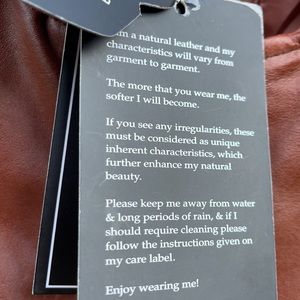 am a natural leather and my
characteristics will vary from
garment to garment.
The more that you wear me, the
softer I will become.
If you see any irregularities, these
must be considered as unique
inherent characteristics, which
further enhance my natural
beauty.
Please keep me away from water
& long periods of rain, & if I
should require cleaning please
follow the instructions given on
my care label.
Enjoy wearing me!